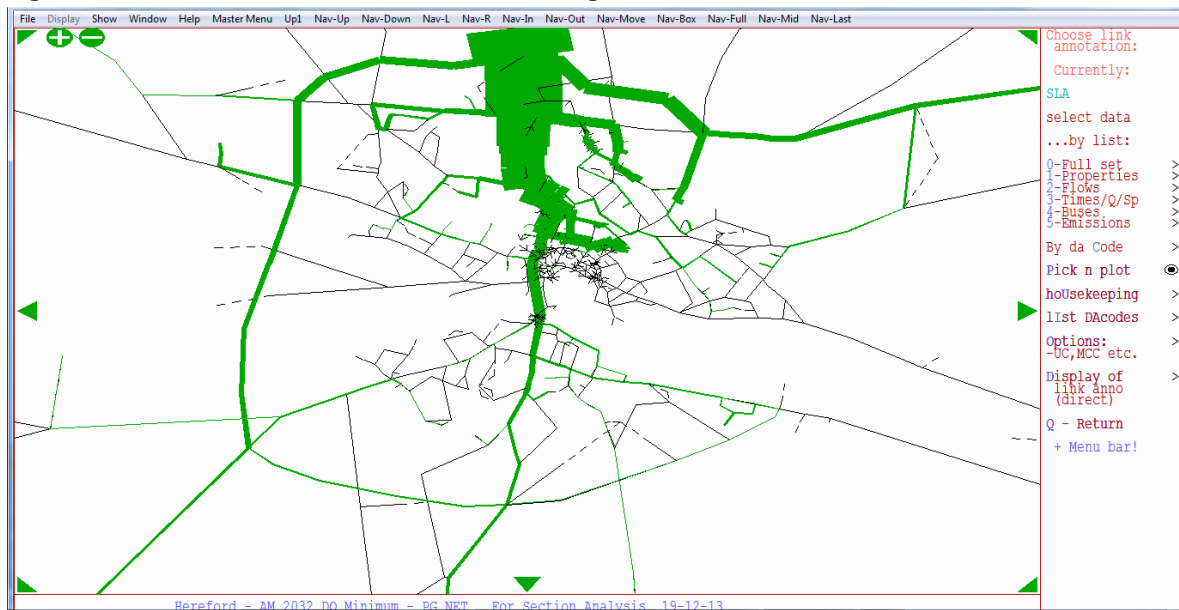 File Display Show Window Help Master Menu Up1 Nav-Up Nav-Down Nav-L Nav-R Nav-In Nav-Out Nav-Move Nav-Box Nav-Full Nav-Mid Nav-Last
Choose link
annotation:
Currently:
SLA
select data
...by list:
0-Full set >
1-Properties >
2-Flows >
3-Times/Q/Sp >
4-Buses >
5-Emissions >
By da Code >
Pick n plot
hoUsekeeping >
lIst DAcodes >
Options: >
-UC,MCC etc.
Display of >
link anno
(direct)
Q - Return
+ Menu bar!
Hereford - AM 2032 DO Minimum - PG NET For Section Analysis 19-12-13